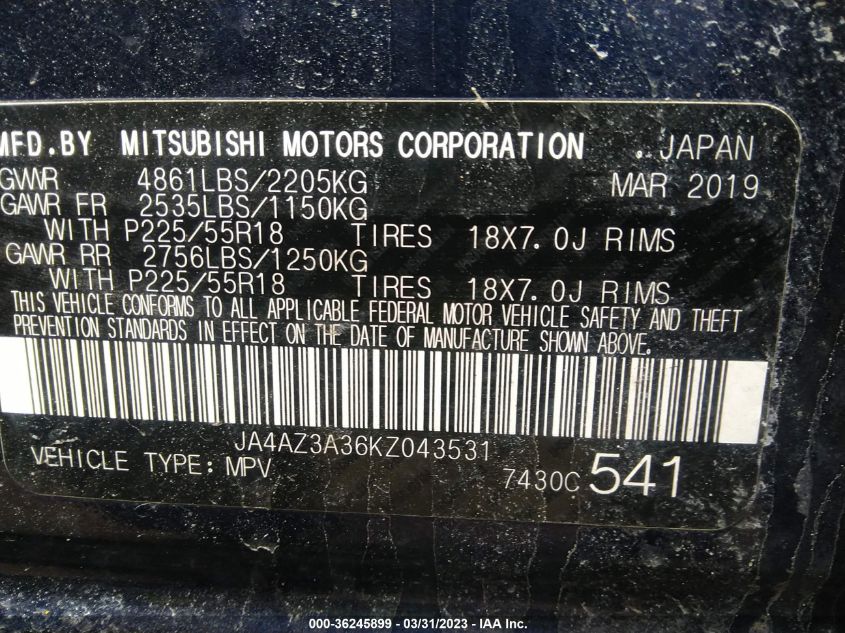 MFD.BY MITSUBISHI MOTORS CORPORATION JAPAN
GVWR 4861LBS/2205KG MAR 2019
GAWR FR 2535LBS/1150KG
WITH P225/55R18 TIRES 18X7.0J RIMS
GAWR RR 2756LBS/1250KG
WITH P225/55R18 TIRES 18X7.0J RIMS
THIS VEHICLE CONFORMS TO ALL APPLICABLE FEDERAL MOTOR VEHICLE SAFETY AND THEFT
PREVENTION STANDARDS IN EFFECT ON THE DATE OF MANUFACTURE SHOWN ABOVE.
JA4AZ3A36KZ043531
VEHICLE TYPE: MPV 7430C 541
000-36245899 - 03/31/2023 - IAA Inc.